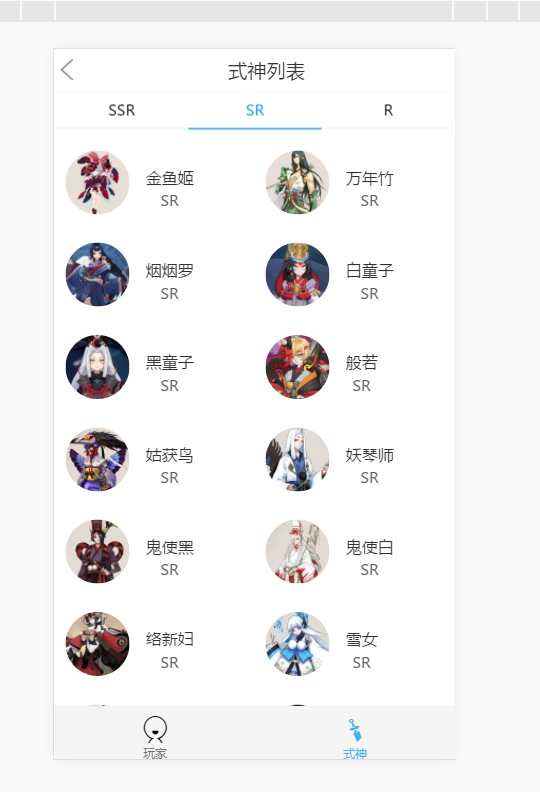 式神列表
SSR SR R
金鱼姬 万年竹
SR SR
烟烟罗 白童子
SR SR
黑童子 般若
SR SR
姑获鸟 妖琴师
SR SR
鬼使黑 鬼使白
SR SR
络新妇 雪女
SR SR
玩家 式神